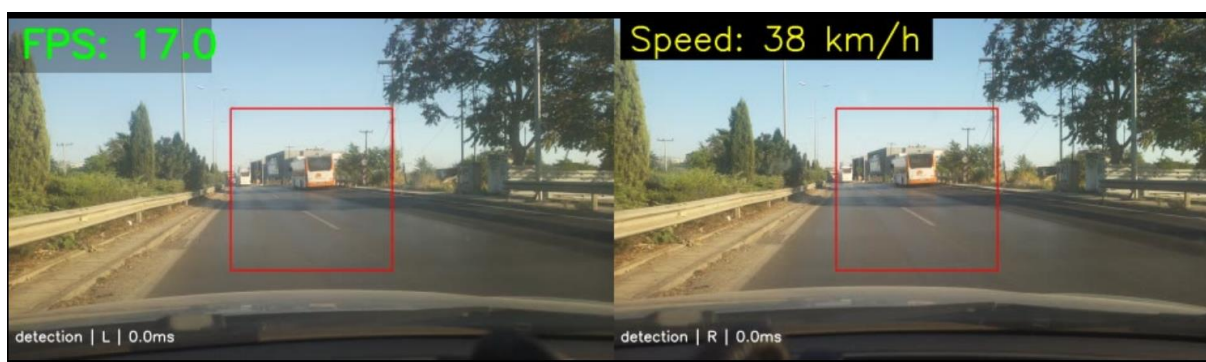 FPS: 17.0
Speed: 38 km/h
detection | L | 0.0ms
detection | R | 0.0ms